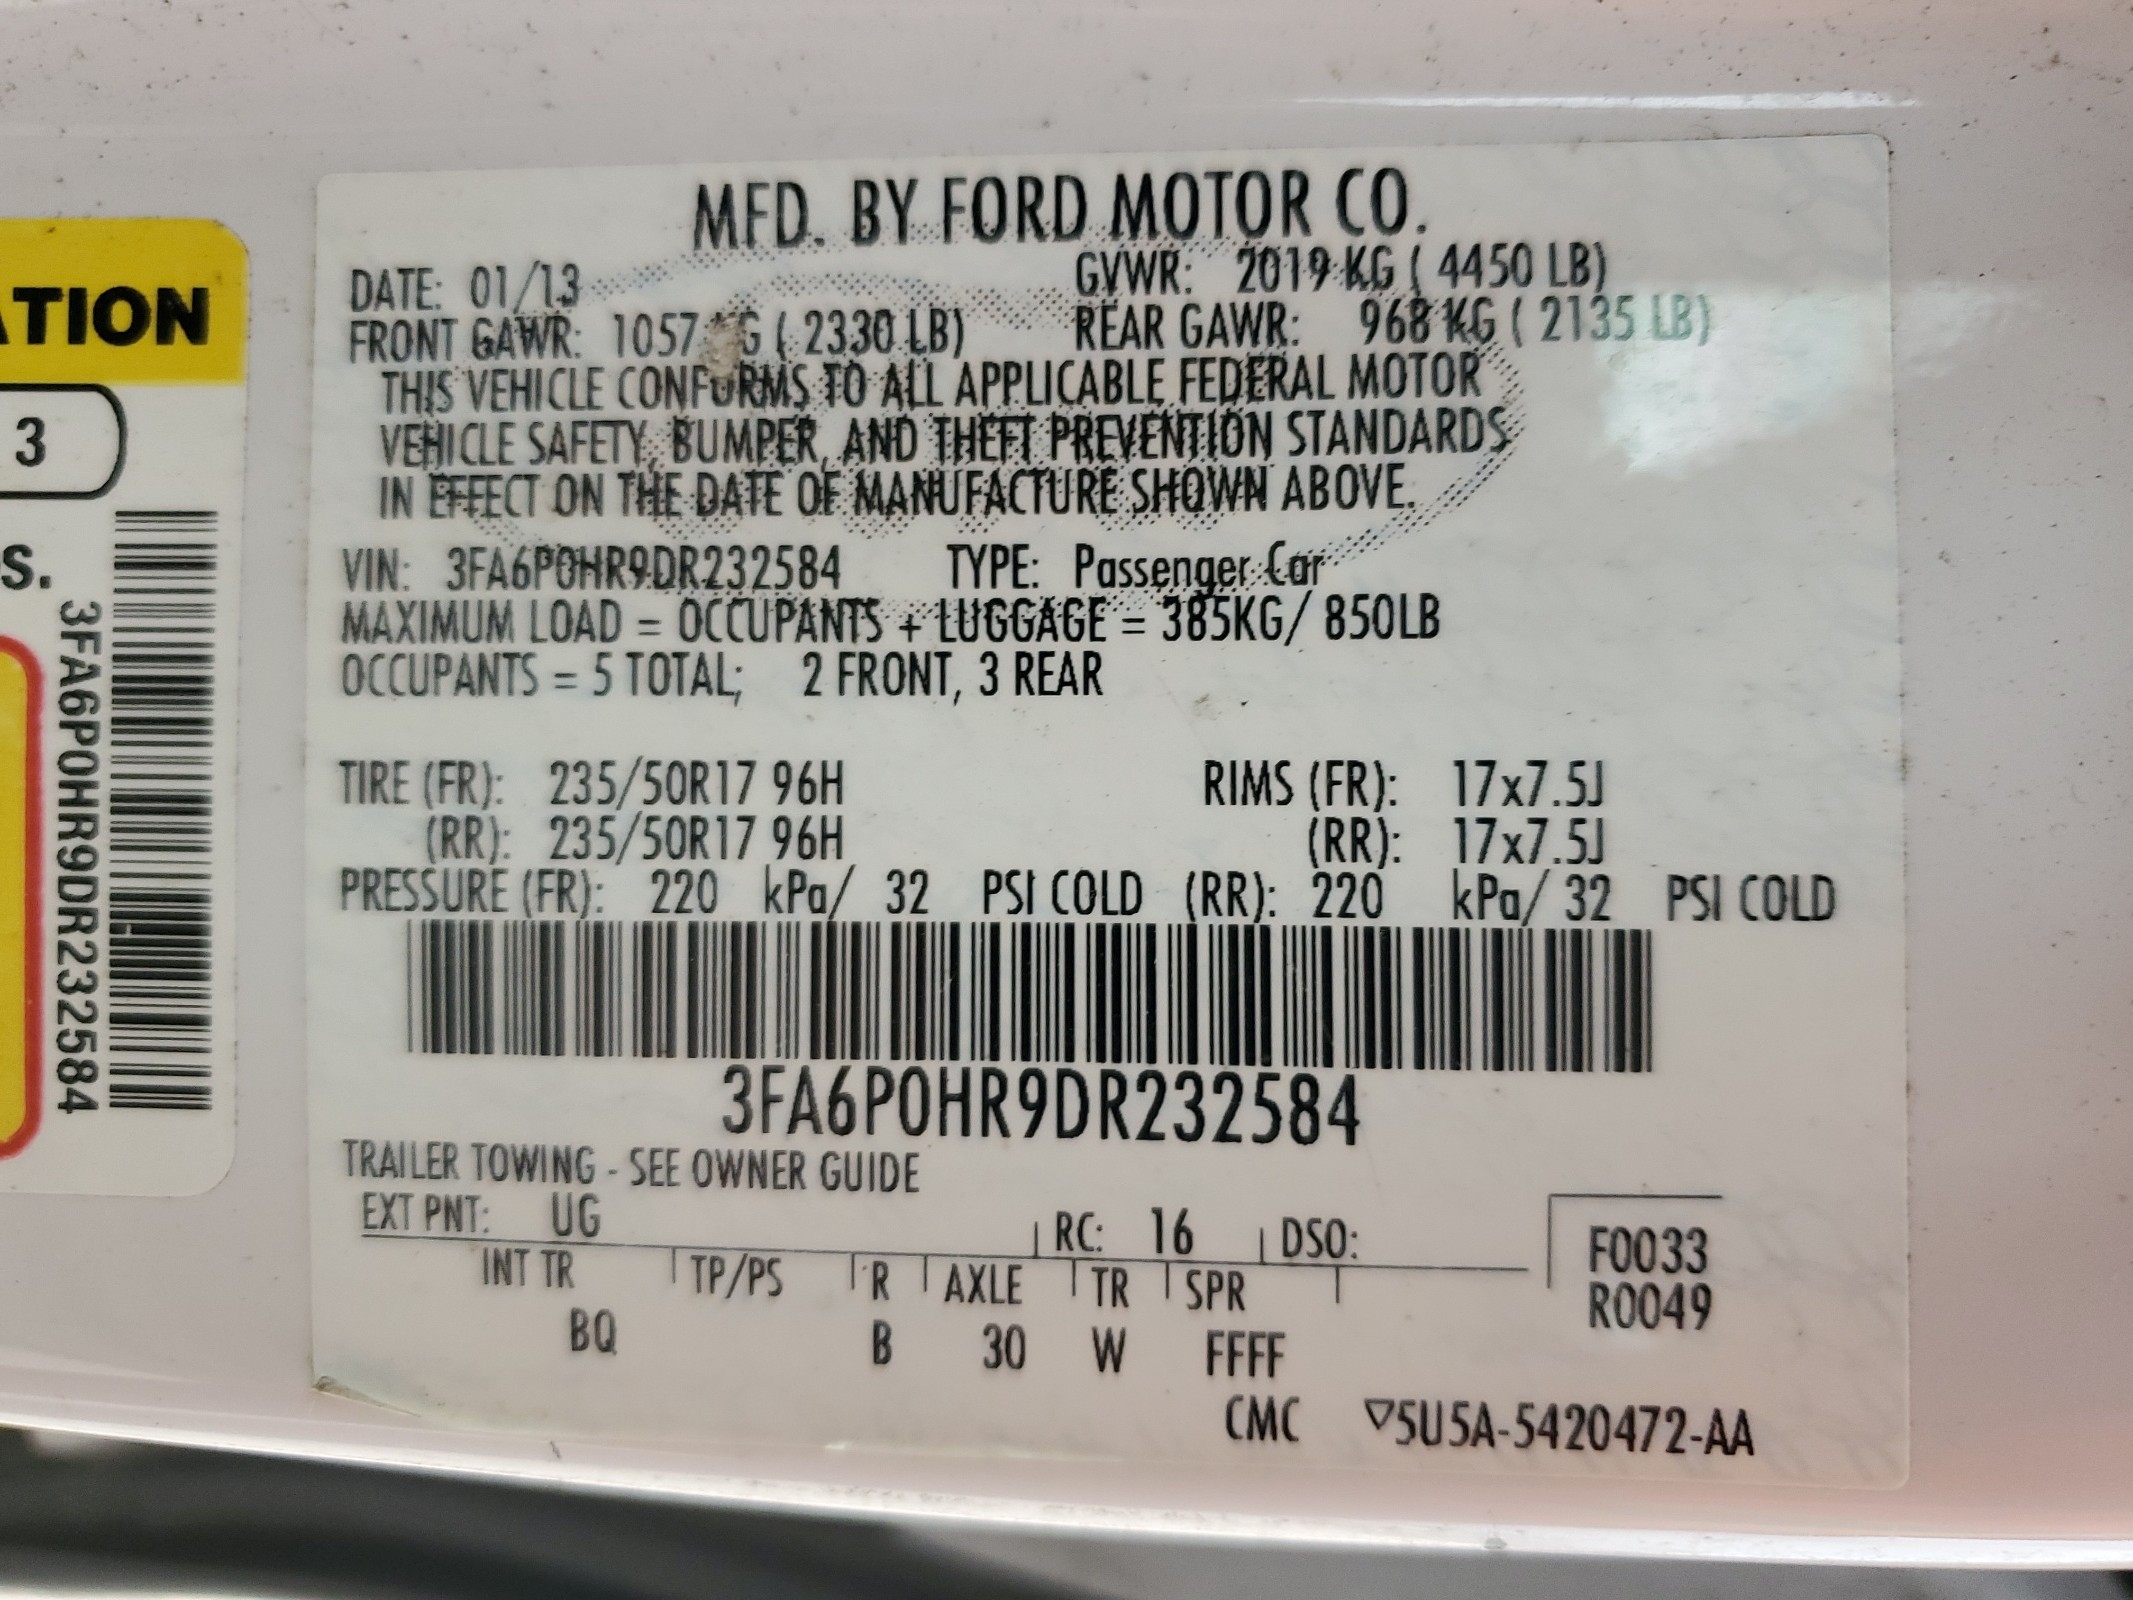 ATION
3
S.
3FA6P0HR9DR232584
MFD. BY FORD MOTOR CO.
DATE: 01/13 GVWR: 2019 KG ( 4450 LB)
FRONT GAWR: 1057 KG ( 2330 LB) REAR GAWR: 968 KG ( 2135 LB)
THIS VEHICLE CONFORMS TO ALL APPLICABLE FEDERAL MOTOR
VEHICLE SAFETY, BUMPER, AND THEFT PREVENTION STANDARDS
IN EFFECT ON THE DATE OF MANUFACTURE SHOWN ABOVE.
VIN: 3FA6P0HR9DR232584 TYPE: Passenger Car
MAXIMUM LOAD = OCCUPANTS + LUGGAGE = 385KG/ 850LB
OCCUPANTS = 5 TOTAL; 2 FRONT, 3 REAR
TIRE (FR): 235/50R17 96H RIMS (FR): 17x7.5J
(RR): 235/50R17 96H (RR): 17x7.5J
PRESSURE (FR): 220 kPa/ 32 PSI COLD (RR): 220 kPa/ 32 PSI COLD
3FA6P0HR9DR232584
TRAILER TOWING - SEE OWNER GUIDE
EXT PNT: UG RC: 16 DSO: F0033
INT TR TP/PS R AXLE TR SPR R0049
BQ B 30 W FFFF
CMC ▽5U5A-5420472-AA